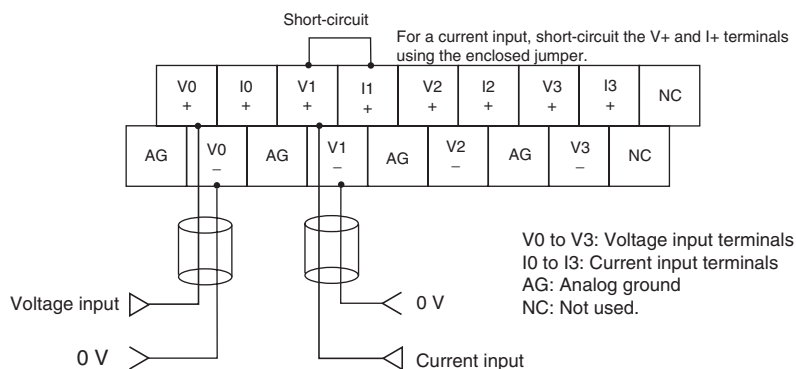 Short-circuit
For a current input, short-circuit the V+ and I+ terminals
using the enclosed jumper.
V0 I0 V1 I1 V2 I2 V3 I3 NC
+ + + + + + + +
AG V0 AG V1 AG V2 AG V3 NC
– – – –
V0 to V3: Voltage input terminals
I0 to I3: Current input terminals
AG: Analog ground
NC: Not used.
Voltage input
0 V
0 V
Current input